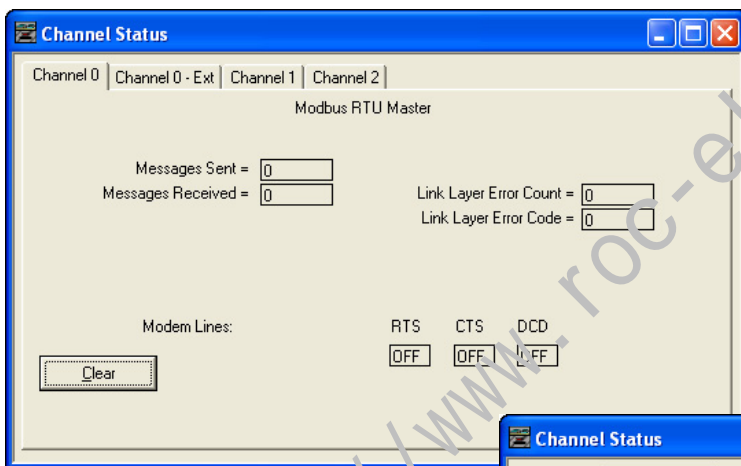 Channel Status
Channel 0 Channel 0 - Ext Channel 1 Channel 2
Modbus RTU Master
Messages Sent = 0
Messages Received = 0
Link Layer Error Count = 0
Link Layer Error Code = 0
Modem Lines: RTS CTS DCD
OFF OFF OFF
Clear
Channel Status
www.roc-e